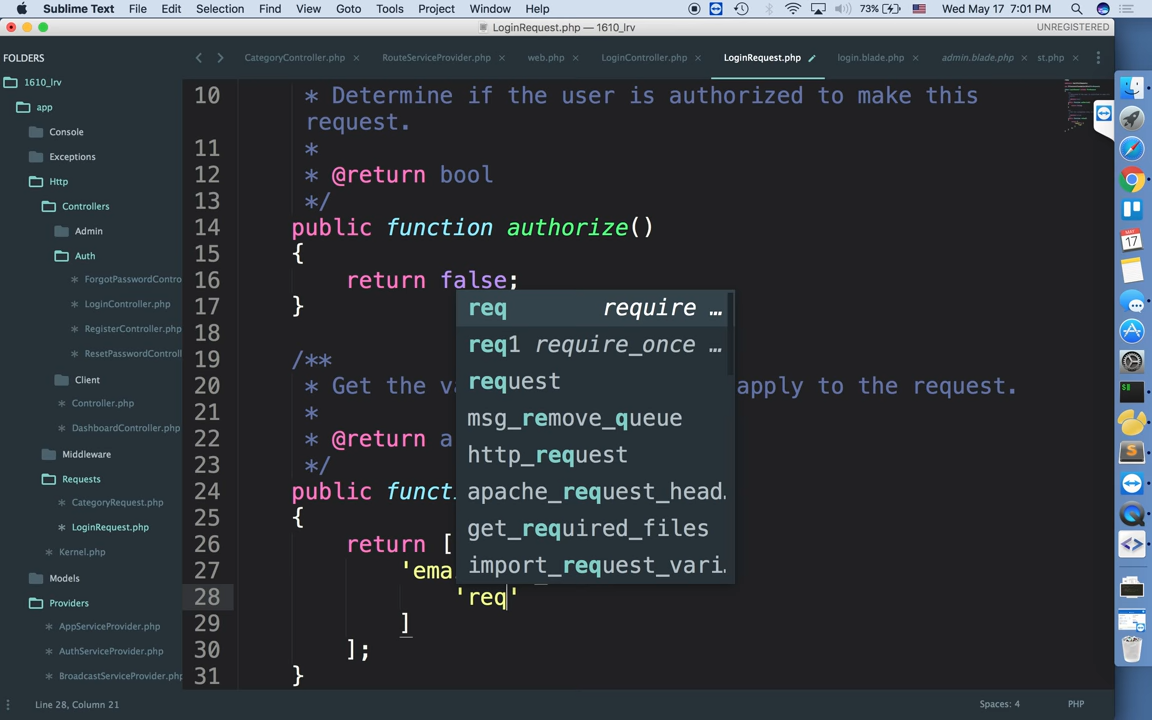 Sublime Text File Edit Selection Find View Goto Tools Project Window Help 73% Wed May 17 7:01 PM
LoginRequest.php — 1610_lrv UNREGISTERED
FOLDERS
1610_lrv
app
Console
Exceptions
Http
Controllers
Admin
Auth
ForgotPasswordContro
LoginController.php
RegisterController.php
ResetPasswordControll
Client
Controller.php
DashboardController.php
Middleware
Requests
CategoryRequest.php
LoginRequest.php
Kernel.php
Models
Providers
AppServiceProvider.php
AuthServiceProvider.php
BroadcastServiceProvider.php
CategoryController.php × RouteServiceProvider.php × web.php × LoginController.php × LoginRequest.php login.blade.php × admin.blade.php × st.php ×
10 * Determine if the user is authorized to make this
request.
11 *
12 * @return bool
13 */
14 public function authorize()
15 {
16 return false;
17 }
18
19 /**
20 * Get the va apply to the request.
21 *
22 * @return a
23 */
24 public functi
25 {
26 return [
27 'ema
28 'req'
29 ]
30 ];
31 }
req require …
req1 require_once …
request
msg_remove_queue
http_request
apache_request_head…
get_required_files
import_request_vari…
17
Line 28, Column 21 Spaces: 4 PHP